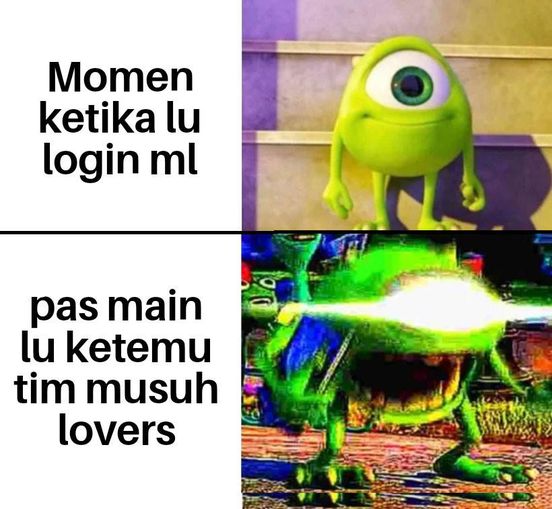 Momen
ketika lu
login ml
pas main
lu ketemu
tim musuh
lovers